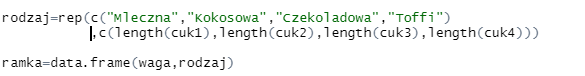 rodzaj=rep(c("Mleczna","Kokosowa","Czekoladowa","Toffi")
,c(length(cuk1),length(cuk2),length(cuk3),length(cuk4)))
ramka=data.frame(waga,rodzaj)